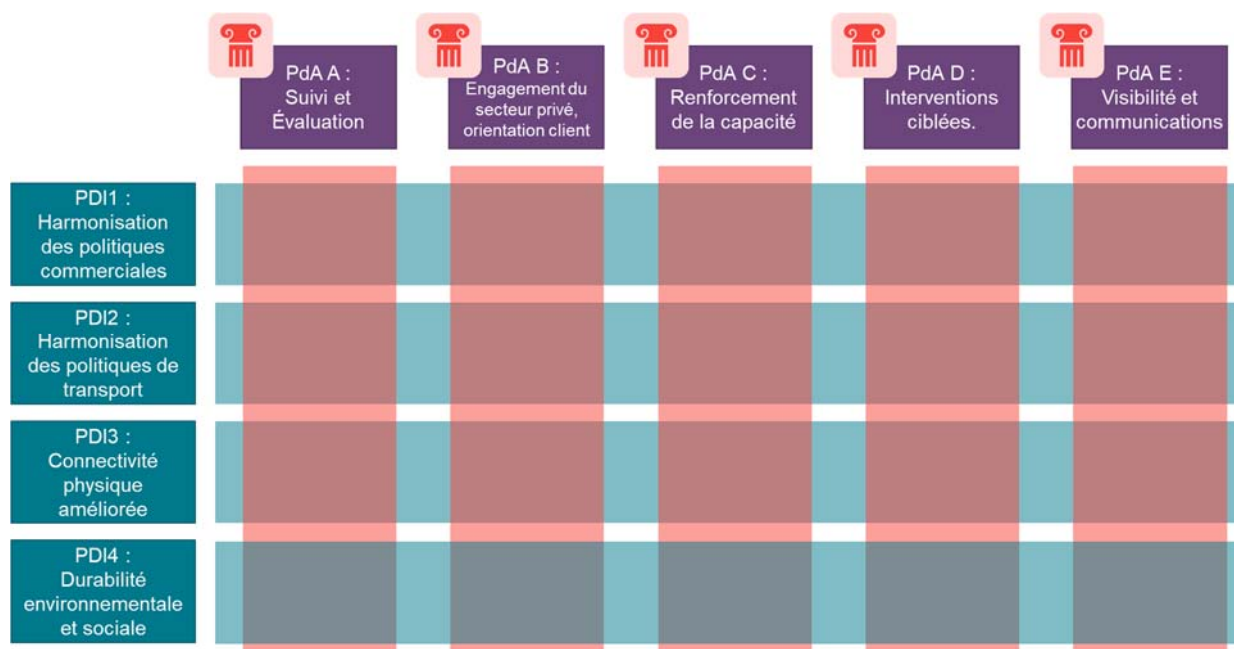 PdA A :
Suivi et
Évaluation
PdA B :
Engagement du
secteur privé,
orientation client
PdA C :
Renforcement
de la capacité
PdA D :
Interventions
ciblées.
PdA E :
Visibilité et
communications
PDI1 :
Harmonisation
des politiques
commerciales
PDI2 :
Harmonisation
des politiques de
transport
PDI3 :
Connectivité
physique
améliorée
PDI4 :
Durabilité
environnementale
et sociale